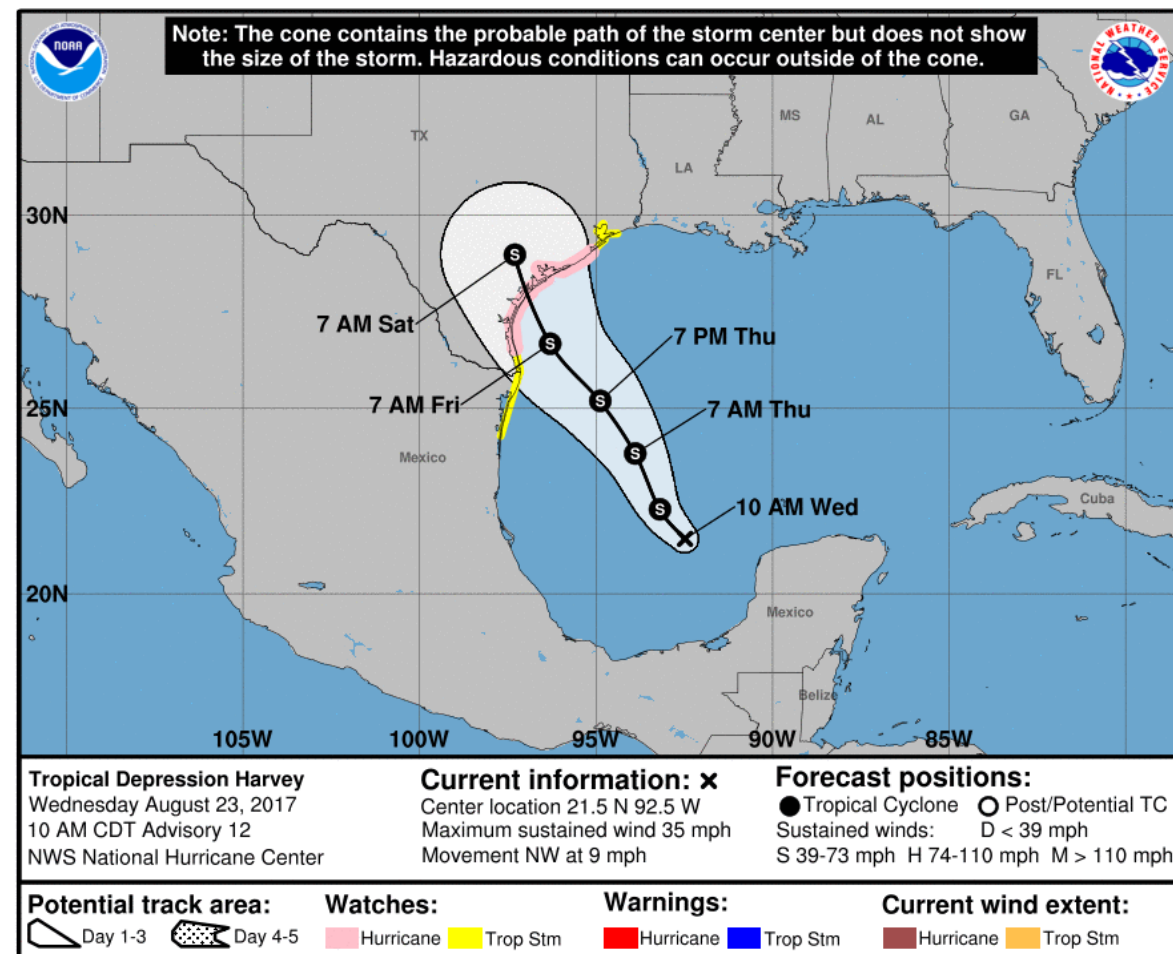 Note: The cone contains the probable path of the storm center but does not show
the size of the storm. Hazardous conditions can occur outside of the cone.
NOAA
NATIONAL WEATHER SERVICE
TX
MS
AL
GA
LA
30N
FL
7 AM Sat
7 PM Thu
7 AM Fri
7 AM Thu
25N
Mexico
10 AM Wed
Cuba
S
S
S
S
S
20N
Mexico
Belize
105W
100W
95W
90W
85W
Tropical Depression Harvey
Wednesday August 23, 2017
10 AM CDT Advisory 12
NWS National Hurricane Center
Current information: ×
Center location 21.5 N 92.5 W
Maximum sustained wind 35 mph
Movement NW at 9 mph
Forecast positions:
Tropical Cyclone Post/Potential TC
Sustained winds: D < 39 mph
S 39-73 mph H 74-110 mph M > 110 mph
Potential track area:
Day 1-3 Day 4-5
Watches:
Hurricane Trop Stm
Warnings:
Hurricane Trop Stm
Current wind extent:
Hurricane Trop Stm